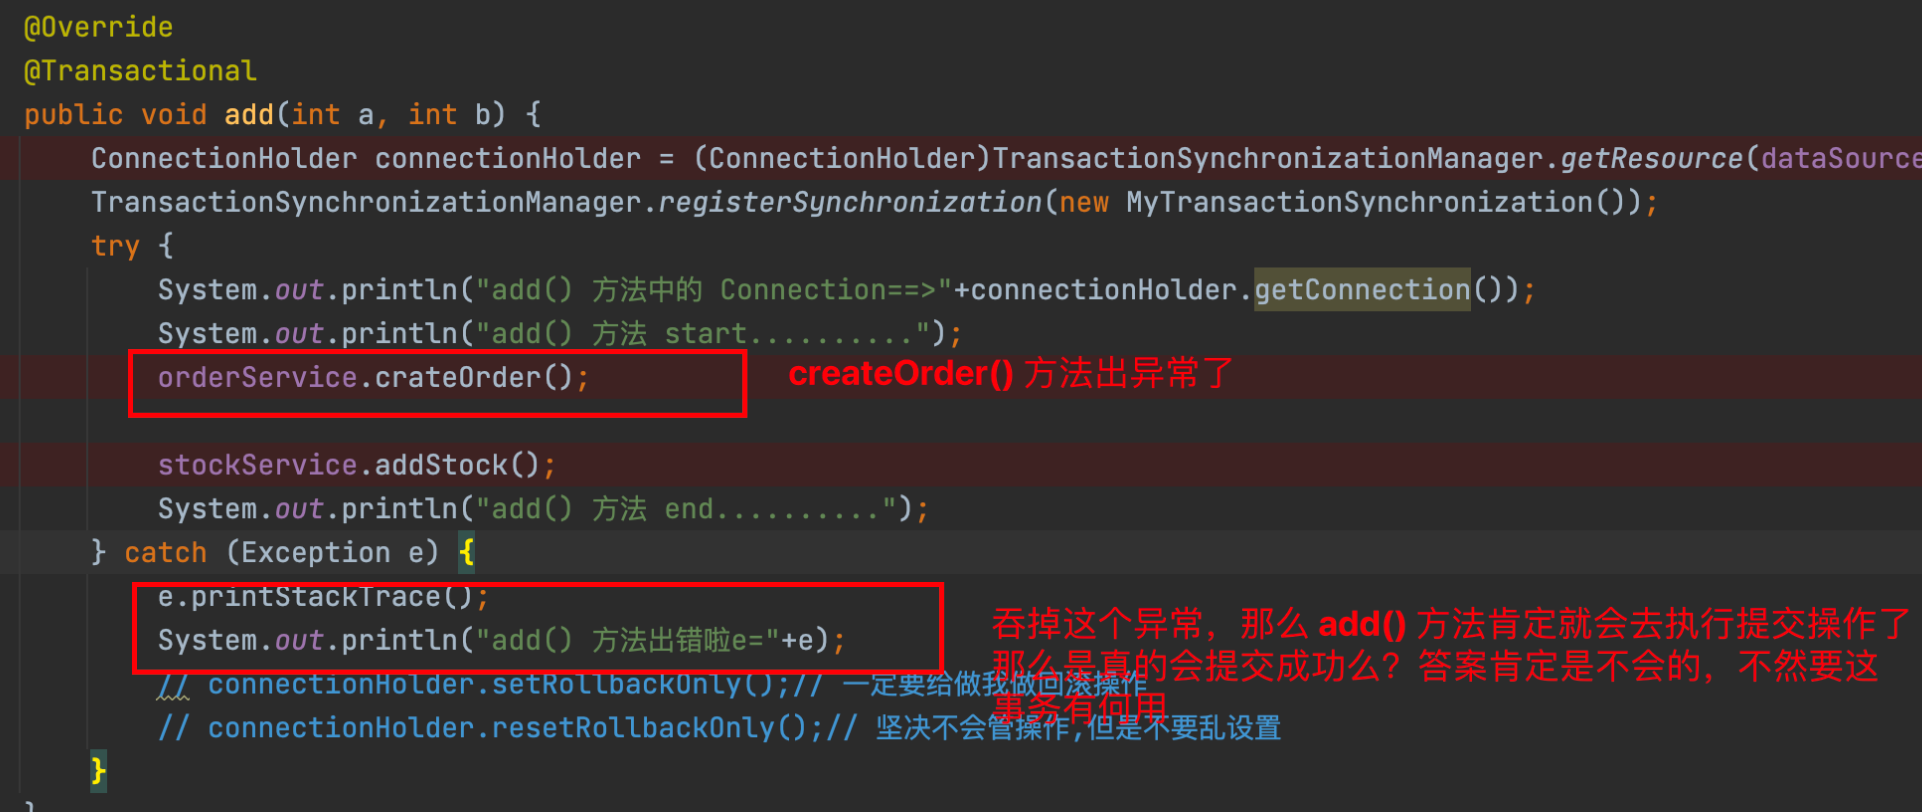 @Override
@Transactional
public void add(int a, int b) {
ConnectionHolder connectionHolder = (ConnectionHolder)TransactionSynchronizationManager.getResource(dataSource
TransactionSynchronizationManager.registerSynchronization(new MyTransactionSynchronization());
try {
System.out.println("add() 方法中的 Connection==>"+connectionHolder.getConnection());
System.out.println("add() 方法 start..........");
orderService.crateOrder();
createOrder() 方法出异常了
stockService.addStock();
System.out.println("add() 方法 end..........");
} catch (Exception e) {
e.printStackTrace();
System.out.println("add() 方法出错啦e="+e);
吞掉这个异常，那么 add() 方法肯定就会去执行提交操作了
那么是真的会提交成功么？答案肯定是不会的，不然要这
事务有何用
// connectionHolder.setRollbackOnly();// 一定要给做我做回滚操作
// connectionHolder.resetRollbackOnly();// 坚决不会管操作,但是不要乱设置
}
}